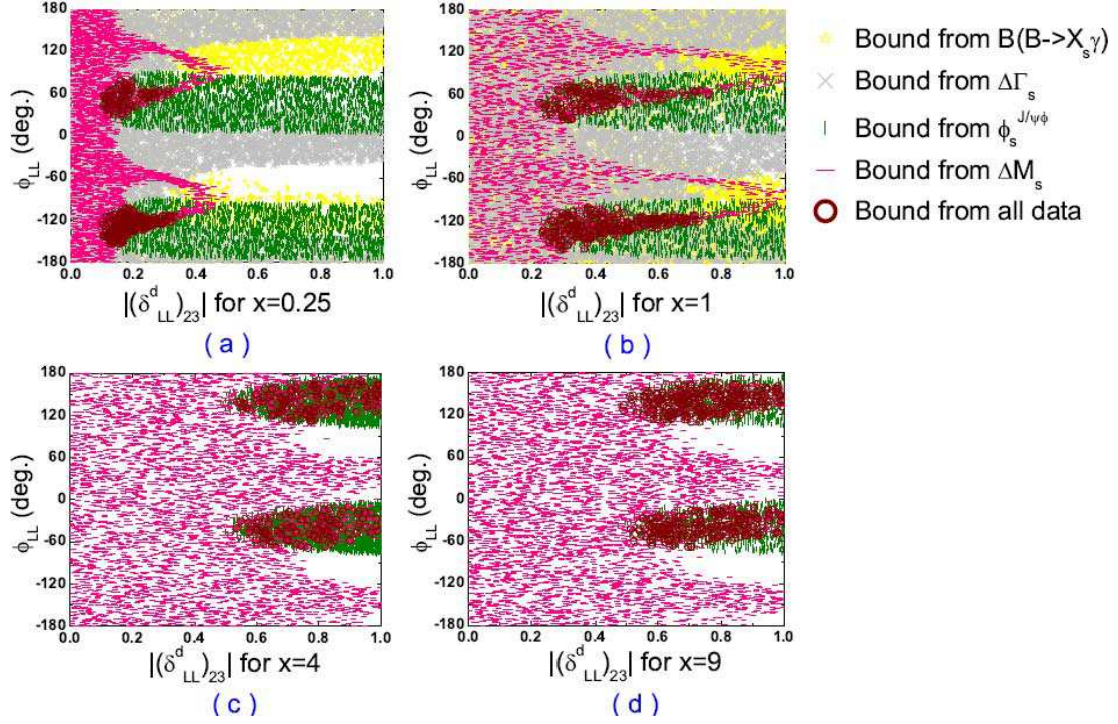 180
120
60
0
-60
-120
-180
ϕ_LL (deg.)
0.0 0.2 0.4 0.6 0.8 1.0
|(δ^d_LL)_23| for x=0.25
( a )
180
120
60
0
-60
-120
-180
ϕ_LL (deg.)
0.0 0.2 0.4 0.6 0.8 1.0
|(δ^d_LL)_23| for x=1
( b )
Bound from B(B->X_sγ)
Bound from ΔΓ_s
Bound from ϕ_s^J/ψϕ
Bound from ΔM_s
Bound from all data
180
120
60
0
-60
-120
-180
ϕ_LL (deg.)
0.0 0.2 0.4 0.6 0.8 1.0
|(δ^d_LL)_23| for x=4
( c )
180
120
60
0
-60
-120
-180
ϕ_LL (deg.)
0.0 0.2 0.4 0.6 0.8 1.0
|(δ^d_LL)_23| for x=9
( d )